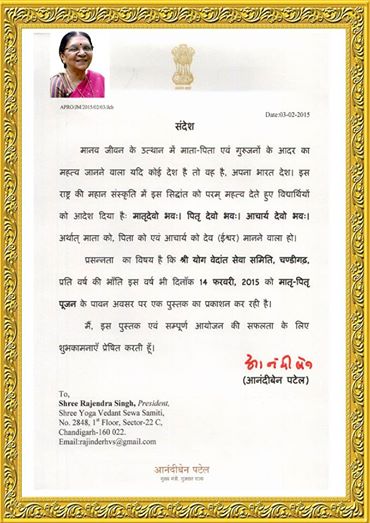 APRO/JM/2015/02/03/Jcb
Date:03-02-2015
संदेश
मानव जीवन के उत्थान में माता-पिता एवं गुरुजनों के आदर का
महत्य जानने वाला यदि कोई देश है तो वह है, अपना भारत देश। इस
राष्ट्र की महान संस्कृति में इस सिद्धांत को परम् महत्य देते हुए विद्यार्थियों
को आदेश दिया हैः मातृदेवो भवः। पितृ देवो भवः। आचार्य देवो भवः।
अर्थात् माता को, पिता को एवं आचार्य को देव (ईश्वर) मानने वाला हो।
प्रसन्नता का विषय है कि श्री योग वेदांत सेवा समिति, चण्डीगढ़,
प्रति वर्ष की भाँति इस वर्ष भी दिनाँक 14 फरवरी, 2015 को मातृ-पितृ
पूजन के पावन अवसर पर एक पुस्तक का प्रकाशन कर रही है।
मैं, इस पुस्तक एवं सम्पूर्ण आयोजन की सफलता के लिए
शुभकामनाएँ प्रेषित करती हूँ।
आनंदीबेन
(आनंदीबेन पटेल)
To,
Shree Rajendra Singh, President,
Shree Yoga Vedant Sewa Samiti,
No. 2848, 1st Floor, Sector-22 C,
Chandigarh-160 022.
Email:rajinderhvs@gmail.com
आनंदीबेन पटेल
मुख्य मंत्री, गुजरात राज्य